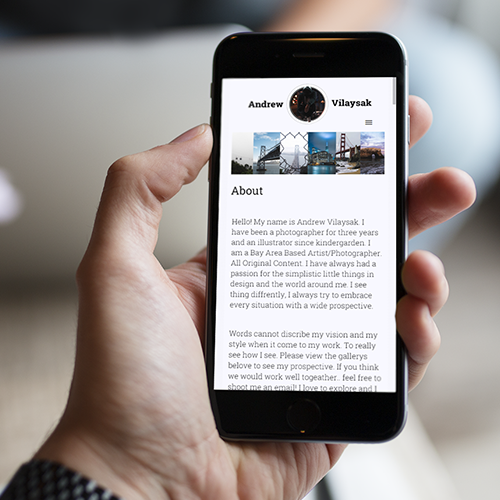 Andrew Vilaysak
About
Hello! My name is Andrew Vilaysak. I
have been a photographer for three years
and an illustrator since kindergarden. I
am a Bay Area Based Artist/Photographer.
All Original Content. I have always had a
passion for the simplistic little things in
design and the world around me. I see
thing diffrently, I always try to embrace
every situation with a wide prospective.
Words cannot discribe my vision and my
style when it come to my work. To really
see how I see. Please view the gallerys
belove to see my prospective. If you think
we would work well togeather.. feel free to
shoot me an email! I love to explore and I